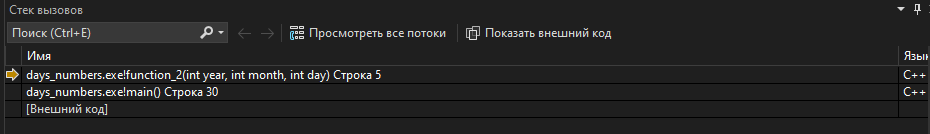 Стек вызовов
Поиск (Ctrl+E) Просмотреть все потоки Показать внешний код
Имя Язык
days_numbers.exe!function_2(int year, int month, int day) Строка 5 C++
days_numbers.exe!main() Строка 30 C++
[Внешний код]